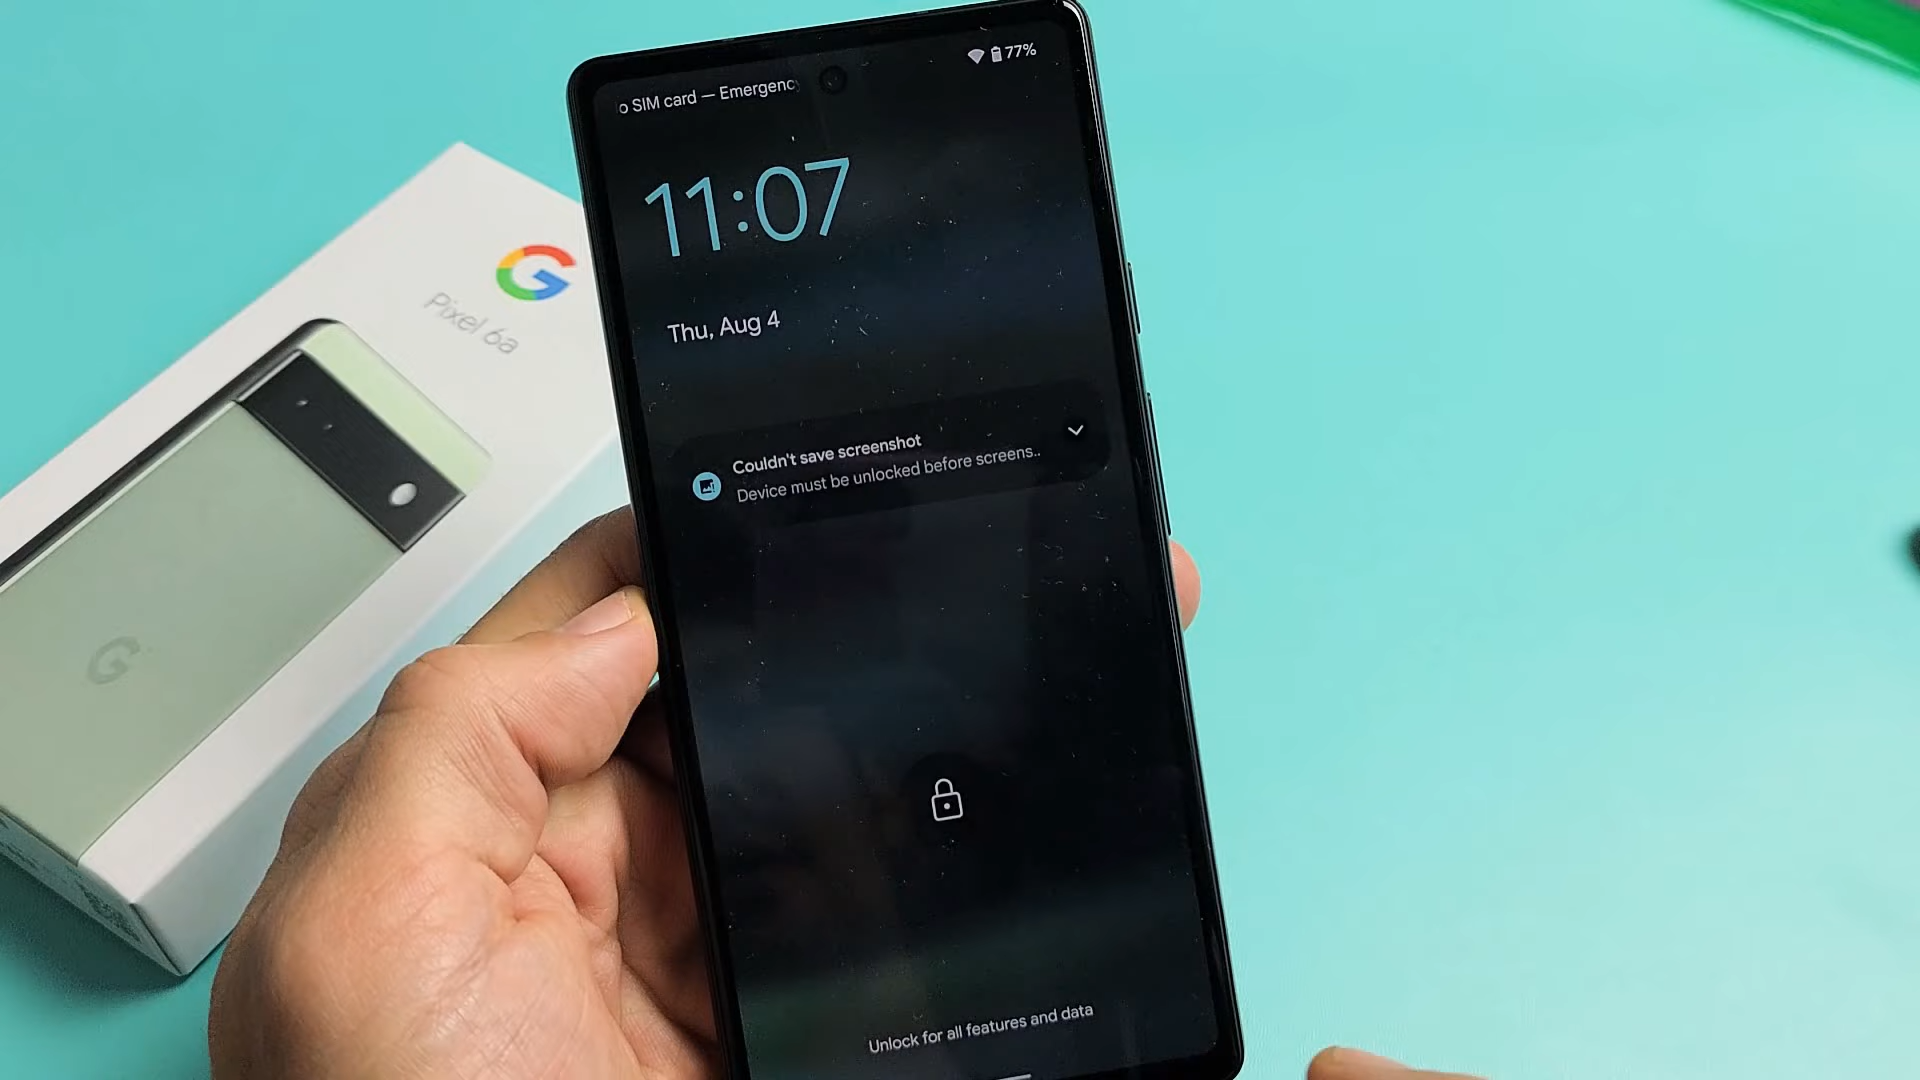 o SIM card — Emergenc
77%
11:07
Thu, Aug 4
Couldn't save screenshot
Device must be unlocked before screens..
Unlock for all features and data
G
Pixel 6a
G